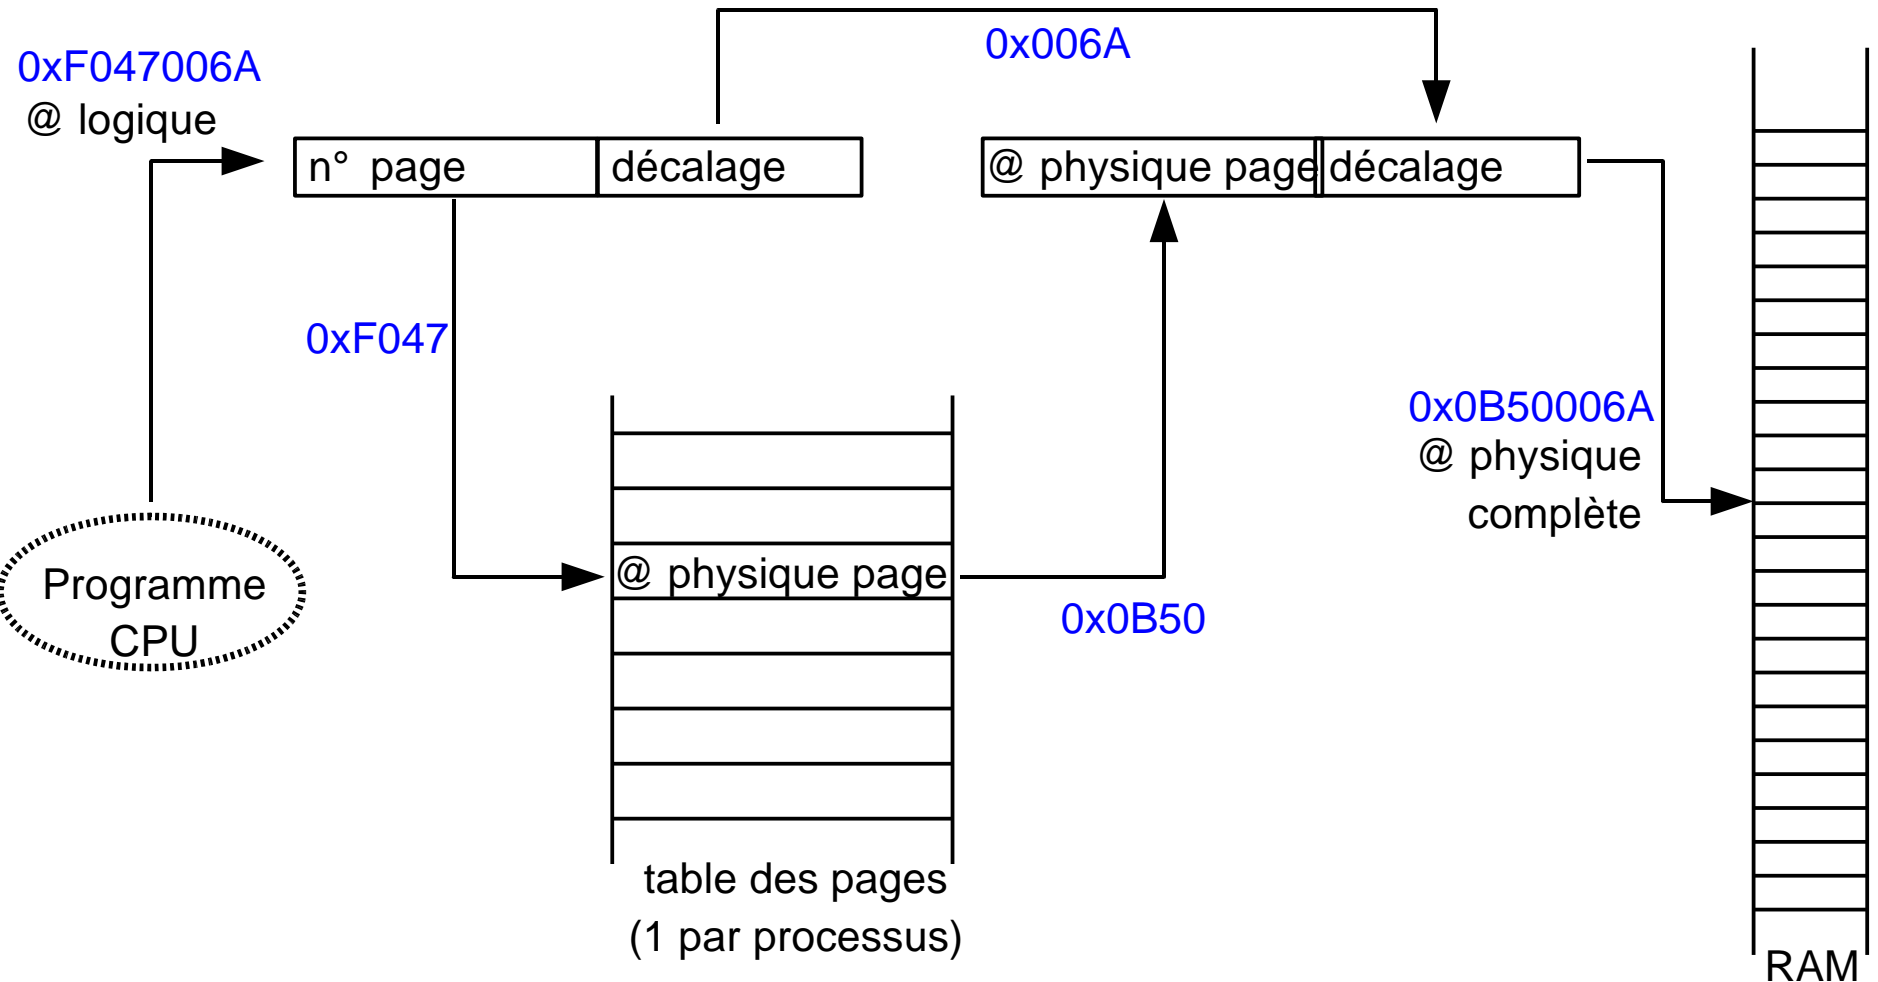 0x006A
0xF047006A
@ logique
n° page
décalage
@ physique page
décalage
0xF047
0x0B50006A
@ physique
complète
Programme
CPU
@ physique page
0x0B50
table des pages
(1 par processus)
RAM